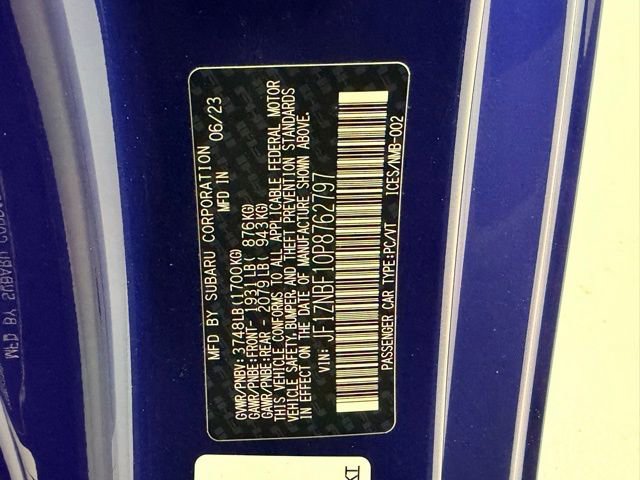 MFD BY SUBARU CORPORATION 06/23
MFD IN
GVWR/PNBV: 3748LB(1700KG)
GAWR/PNBE:FRONT- 1931LB( 876KG)
GAWR/PNBE:REAR - 2079LB( 943KG)
THIS VEHICLE CONFORMS TO ALL APPLICABLE FEDERAL MOTOR
VEHICLE SAFETY,BUMPER,AND THEFT PREVENTION STANDARDS
IN EFFECT ON THE DATE OF MANUFACTURE SHOWN ABOVE.
VIN: JF1ZNBF10P8762797
PASSENGER CAR TYPE:PC/VT ICES/NMB-002